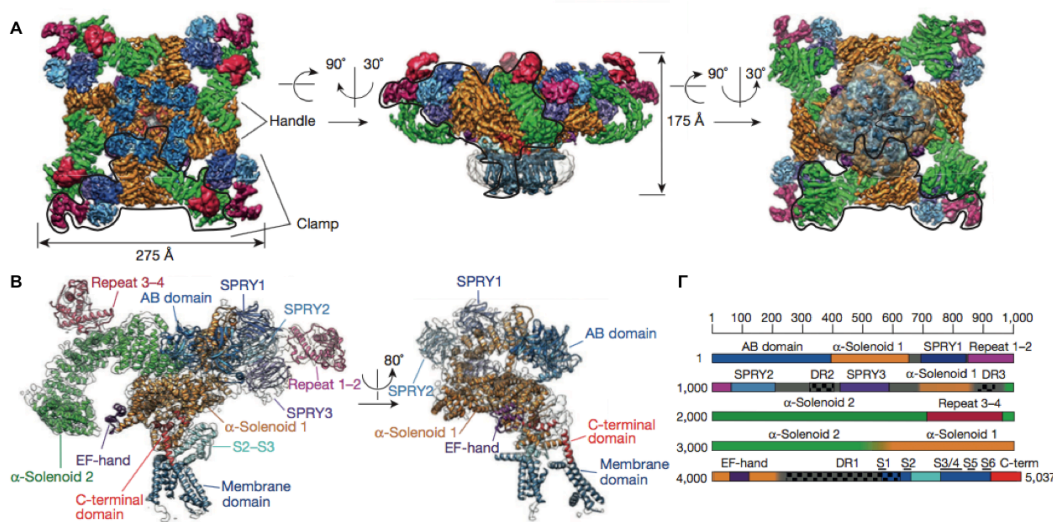 A
90° 30°
90° 30°
Handle
175 Å
Clamp
275 Å
B
Repeat 3–4
AB domain
SPRY1
SPRY2
Repeat 1–2
SPRY3
α-Solenoid 1
S2–S3
EF-hand
α-Solenoid 2
C-terminal
domain
Membrane
domain
80°
SPRY1
AB domain
SPRY2
α-Solenoid 1
C-terminal
domain
EF-hand
Membrane
domain
Γ
1 200 400 600 800 1,000
AB domain α-Solenoid 1 SPRY1 Repeat 1–2
1
SPRY2 DR2 SPRY3 α-Solenoid 1 DR3
1,000
α-Solenoid 2 Repeat 3–4
2,000
α-Solenoid 2 α-Solenoid 1
3,000
EF-hand DR1 S1 S2 S3/4 S5 S6 C-term
4,000 5,037